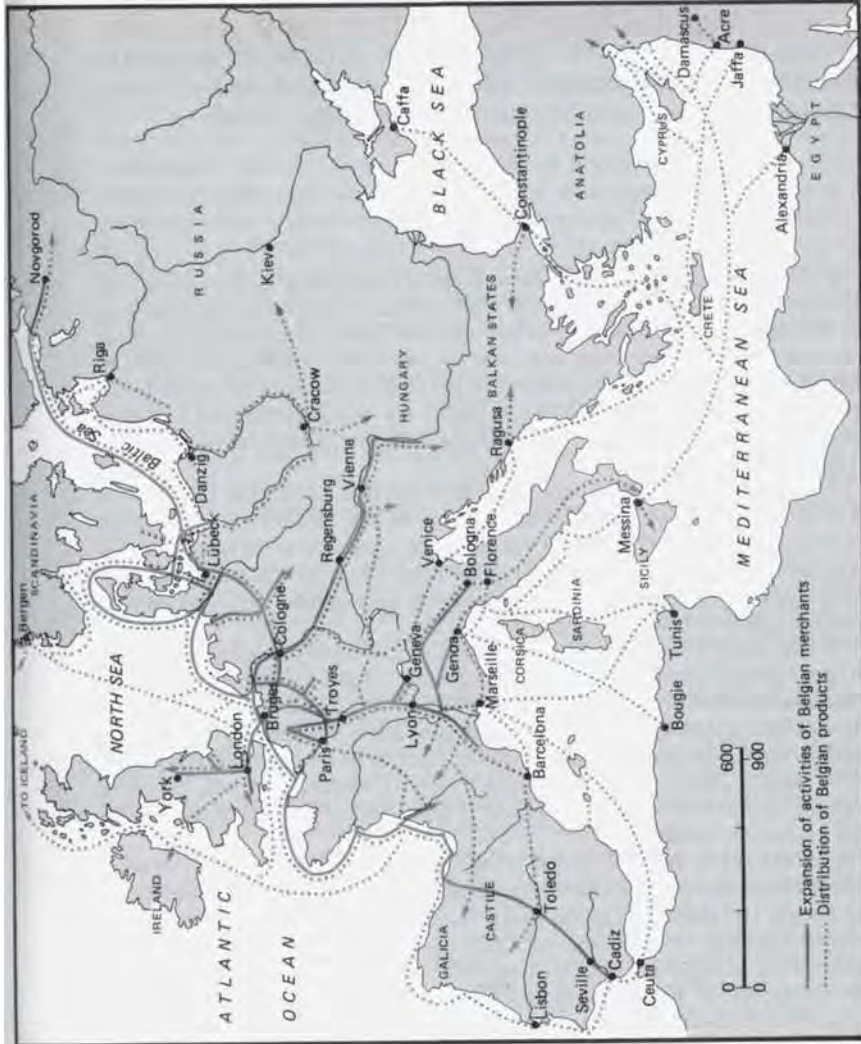 TO ICELAND
Bergen
SCANDINAVIA
NORTH SEA
Baltic Sea
Novgorod
Riga
RUSSIA
IRELAND
York
London
Bruges
Lübeck
Danzig
Cologne
Kiev
Cracow
ATLANTIC
OCEAN
Paris
Troyes
Regensburg
Vienna
HUNGARY
Caffa
BLACK SEA
Geneva
Lyon
Venice
Bologna
Florence
Genoa
Marseille
Ragusa
BALKAN STATES
Constantinople
ANATOLIA
GALICIA
CASTILE
Toledo
Barcelona
CORSICA
SARDINIA
Lisbon
Seville
Cadiz
Ceuta
Bougie
Tunis
Messina
SICILY
CRETE
CYPRUS
Damascus
Acre
Jaffa
MEDITERRANEAN SEA
Alexandria
EGYPT
600
0
900
0
Expansion of activities of Belgian merchants
Distribution of Belgian products